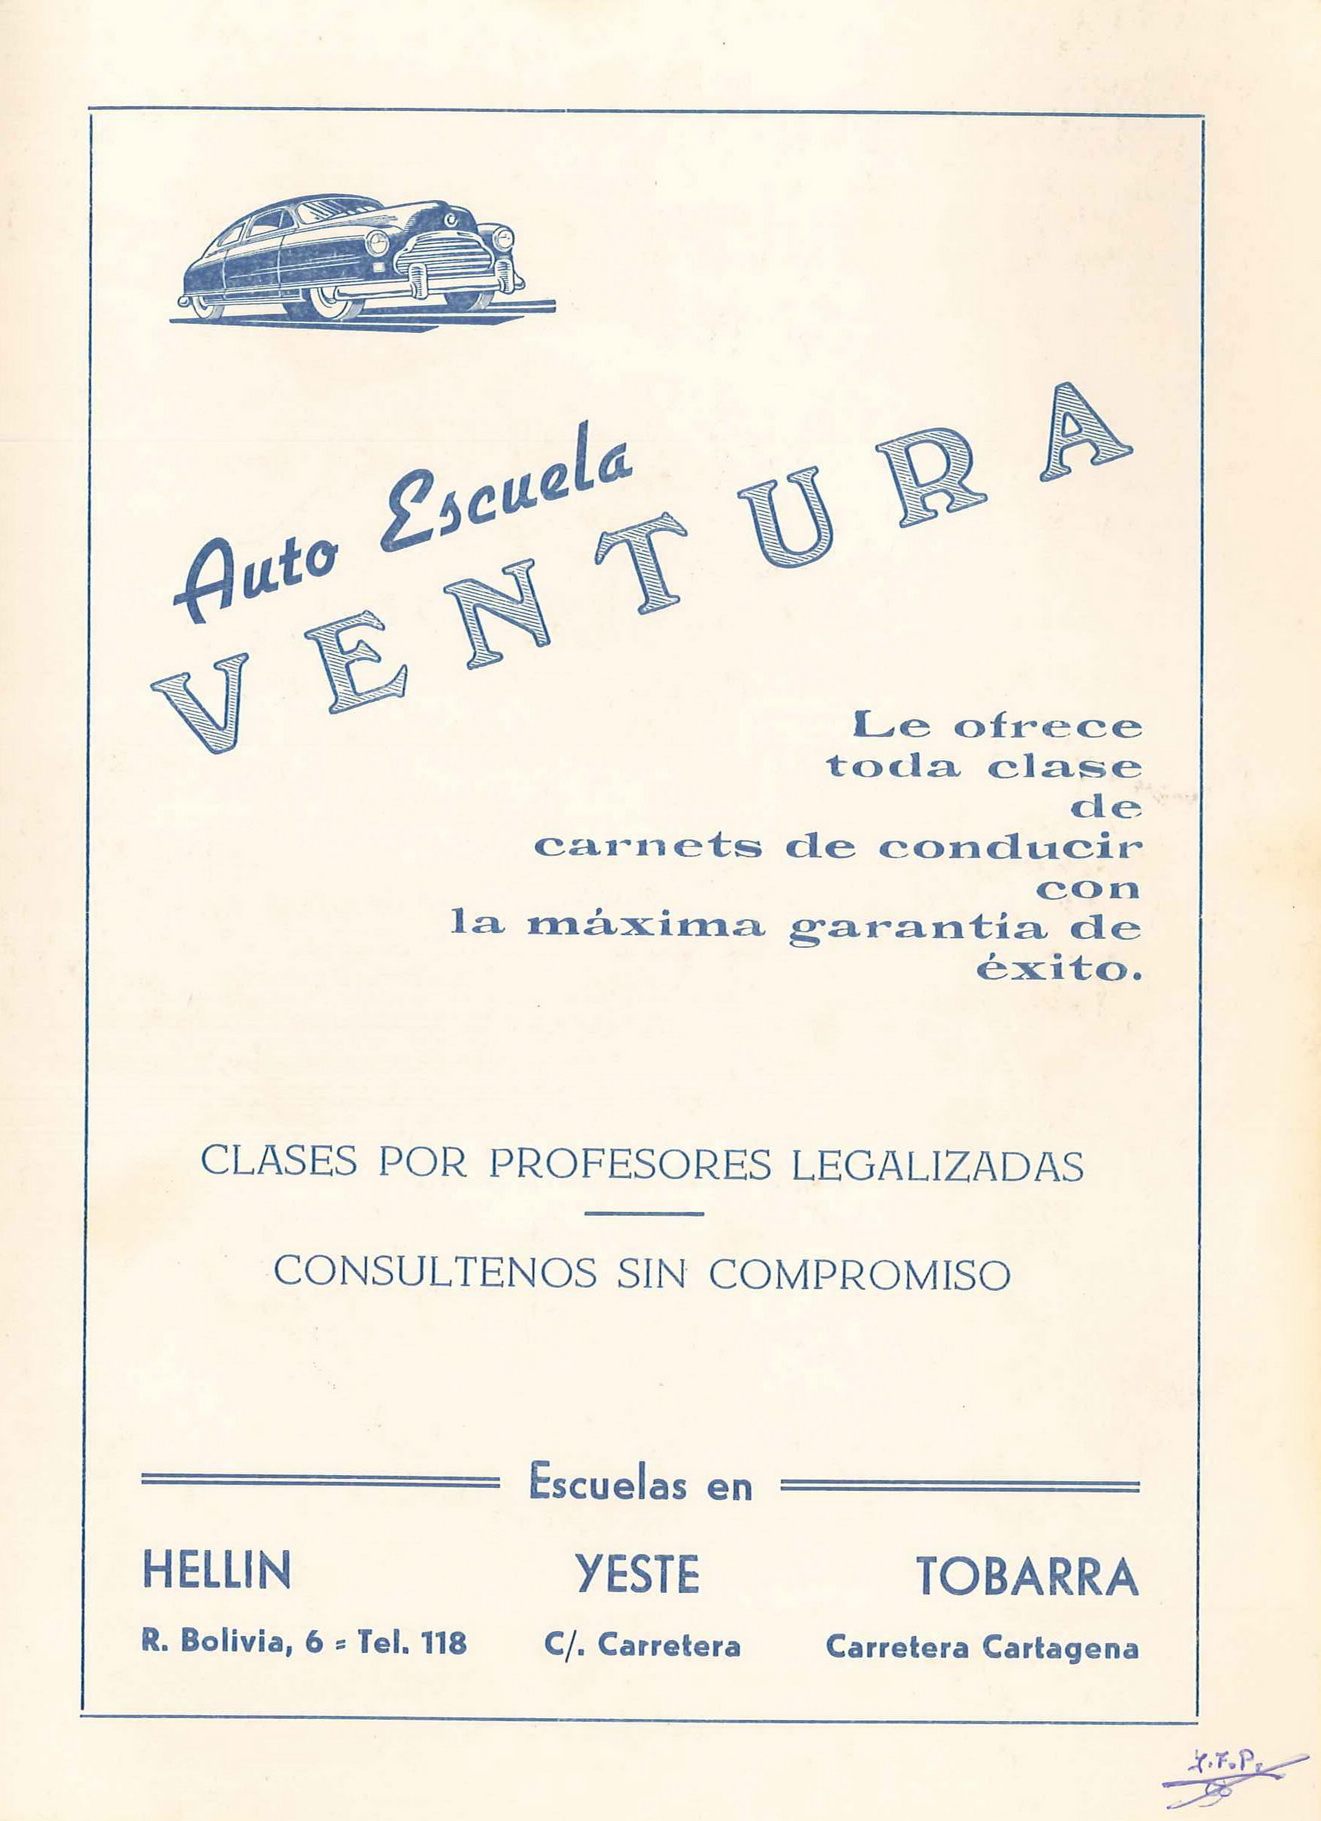 Auto Escuela
VENTURA
Le ofrece
toda clase
de
carnets de conducir
con
la máxima garantía de
éxito.
CLASES POR PROFESORES LEGALIZADAS
CONSULTENOS SIN COMPROMISO
Escuelas en
HELLIN YESTE TOBARRA
R. Bolivia, 6 = Tel. 118 C/. Carretera Carretera Cartagena